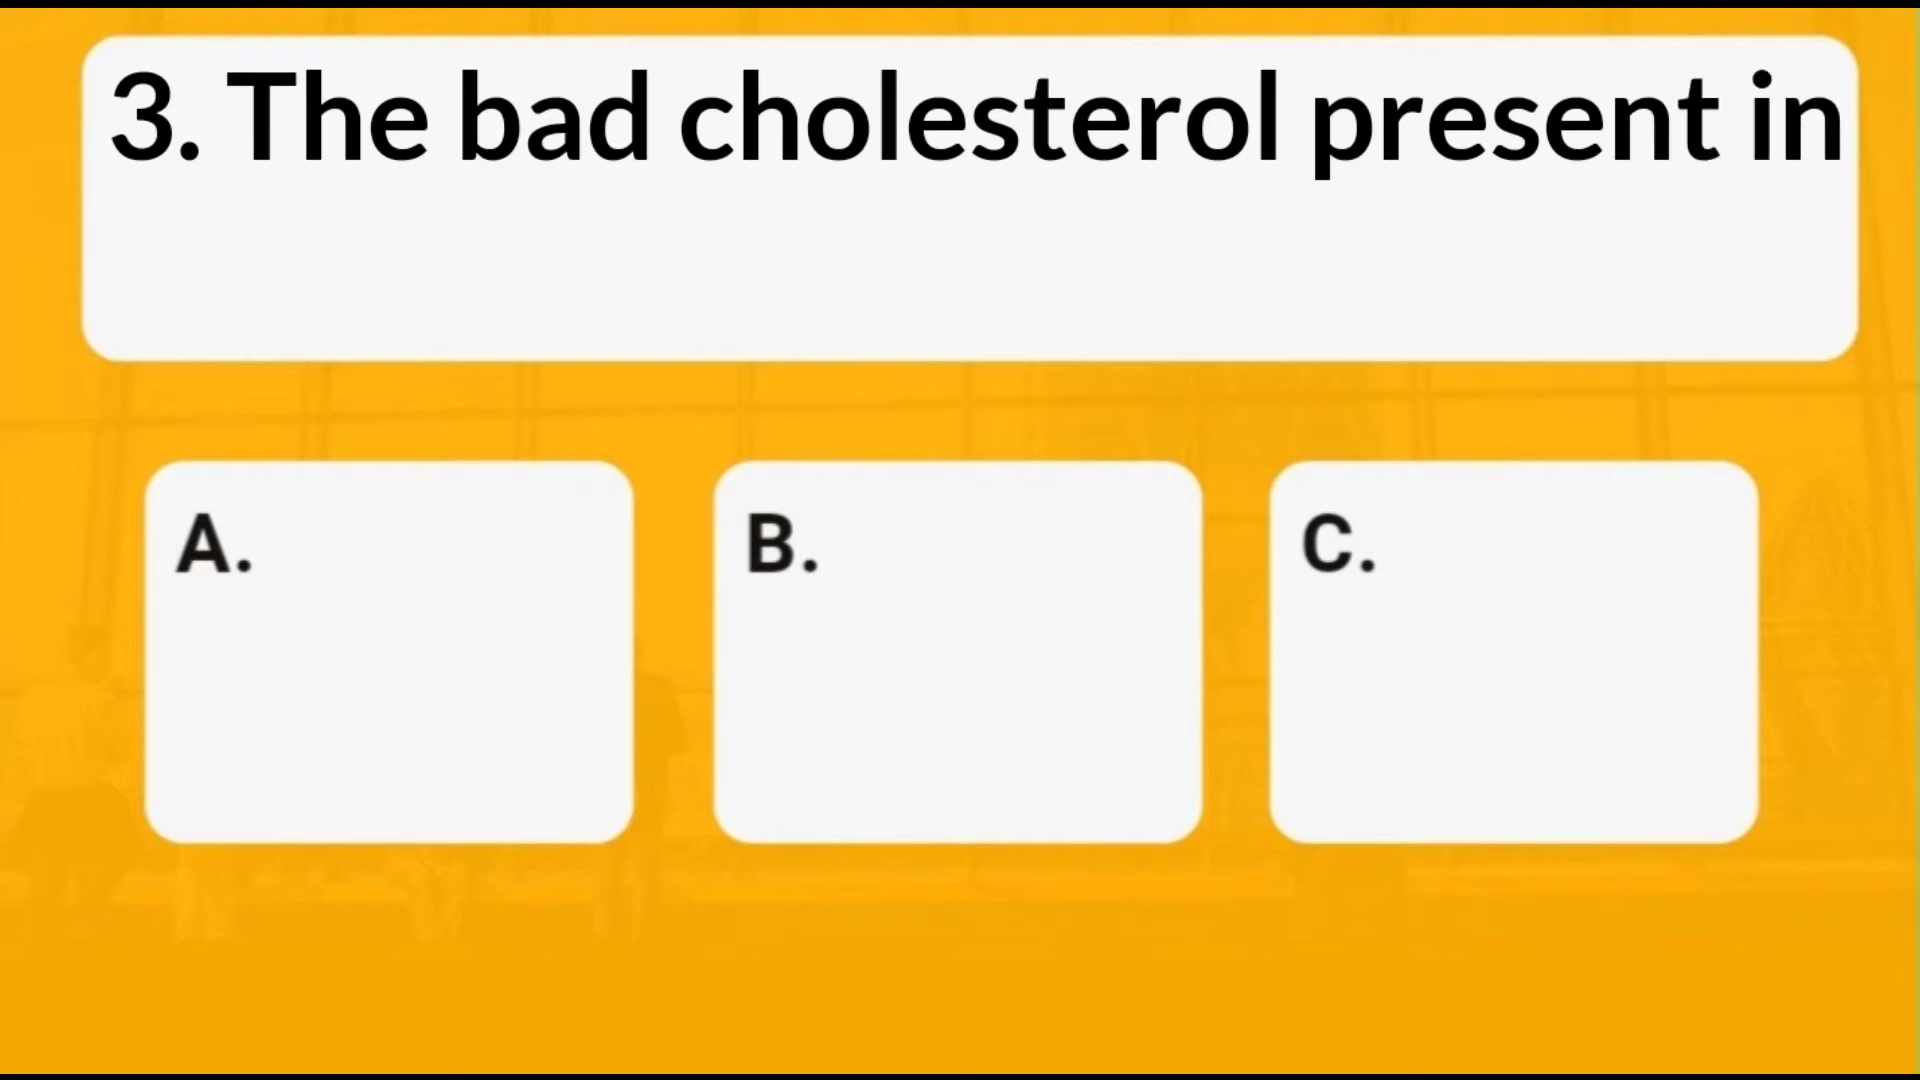 3. The bad cholesterol present in
A.
B.
C.